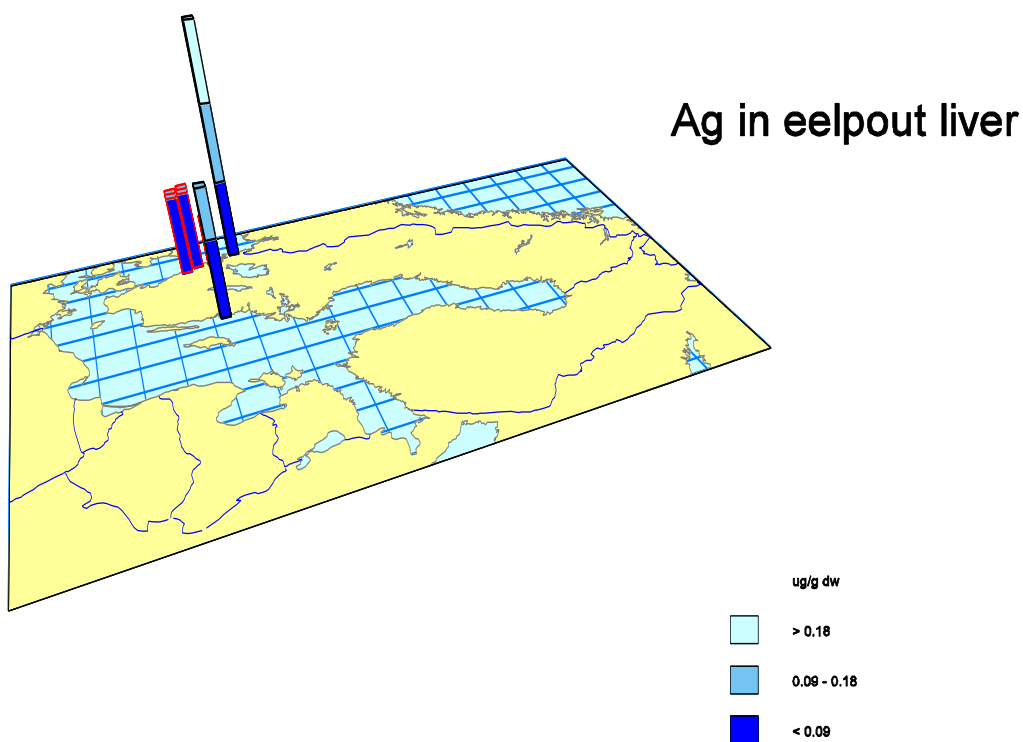 Ag in eelpout liver
ug/g dw
> 0.18
0.09 - 0.18
< 0.09